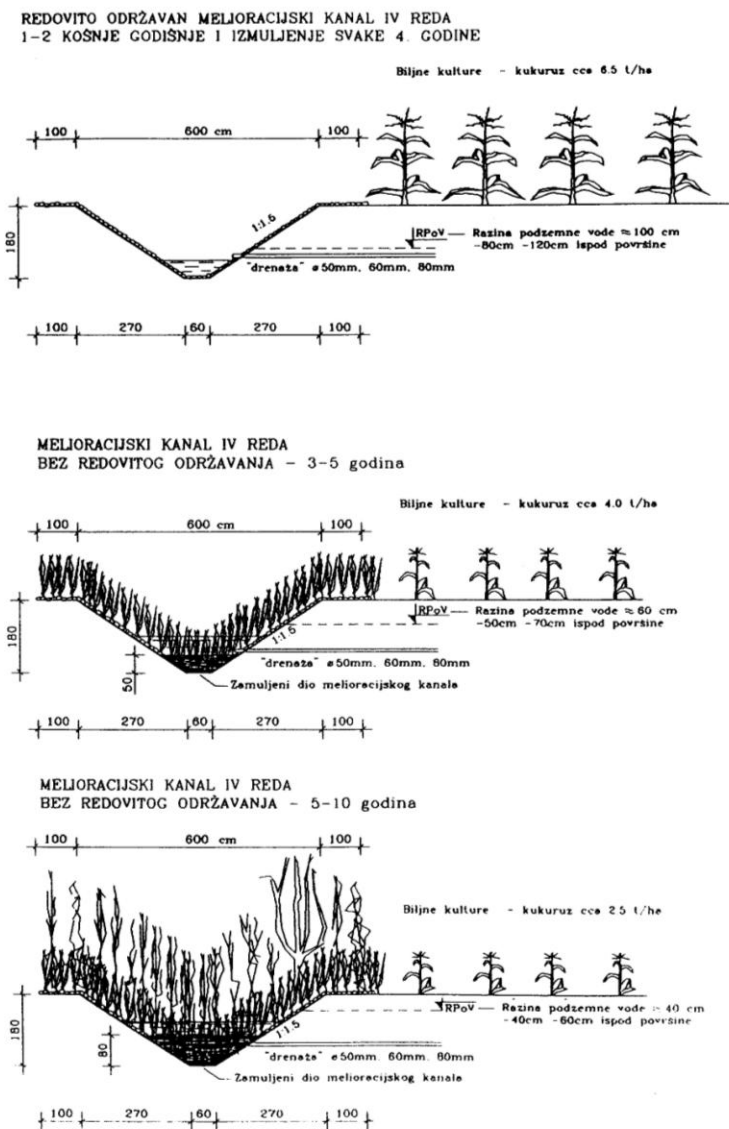 REDOVITO ODRŽAVAN MELIORACIJSKI KANAL IV REDA
1-2 KOŠNJE GODIŠNJE I IZMULJENJE SVAKE 4. GODINE
Biljne kulture - kukuruz cca 6.5 t/ha
100 600 cm 100
180
1:1.5
RPoV Razina podzemne vode ≈100 cm
-80cm -120cm ispod površine
"drenaža" ø50mm, 60mm, 80mm
100 270 60 270 100
MELIORACIJSKI KANAL IV REDA
BEZ REDOVITOG ODRŽAVANJA - 3-5 godina
Biljne kulture - kukuruz cca 4.0 t/ha
100 600 cm 100
180
1:1.5
RPoV Razina podzemne vode ≈60 cm
-50cm -70cm ispod površine
"drenaža" ø50mm, 60mm, 80mm
50
Zamuljeni dio melioracijskog kanala
100 270 60 270 100
MELIORACIJSKI KANAL IV REDA
BEZ REDOVITOG ODRŽAVANJA - 5-10 godina
100 600 cm 100
Biljne kulture - kukuruz cca 2.5 t/ha
180
1:1.5
RPoV Razina podzemne vode ≈40 cm
-40cm -60cm ispod površine
80
"drenaža" ø50mm, 60mm, 80mm
Zamuljeni dio melioracijskog kanala
100 270 60 270 100